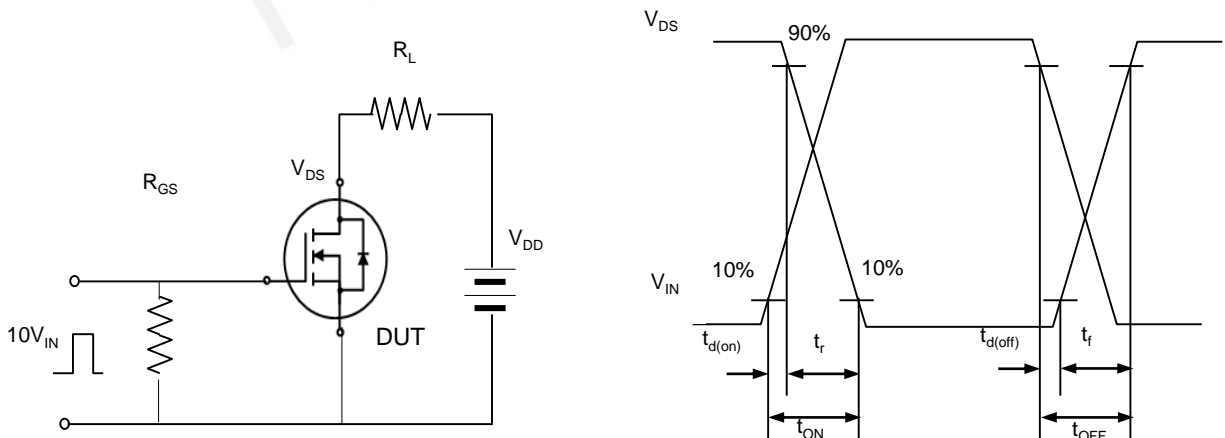 R_L
V_DS
R_GS
V_DD
10V_IN
DUT
V_DS
90%
10%
10%
V_IN
t_d(on)
t_r
t_d(off)
t_f
t_ON
t_OFF